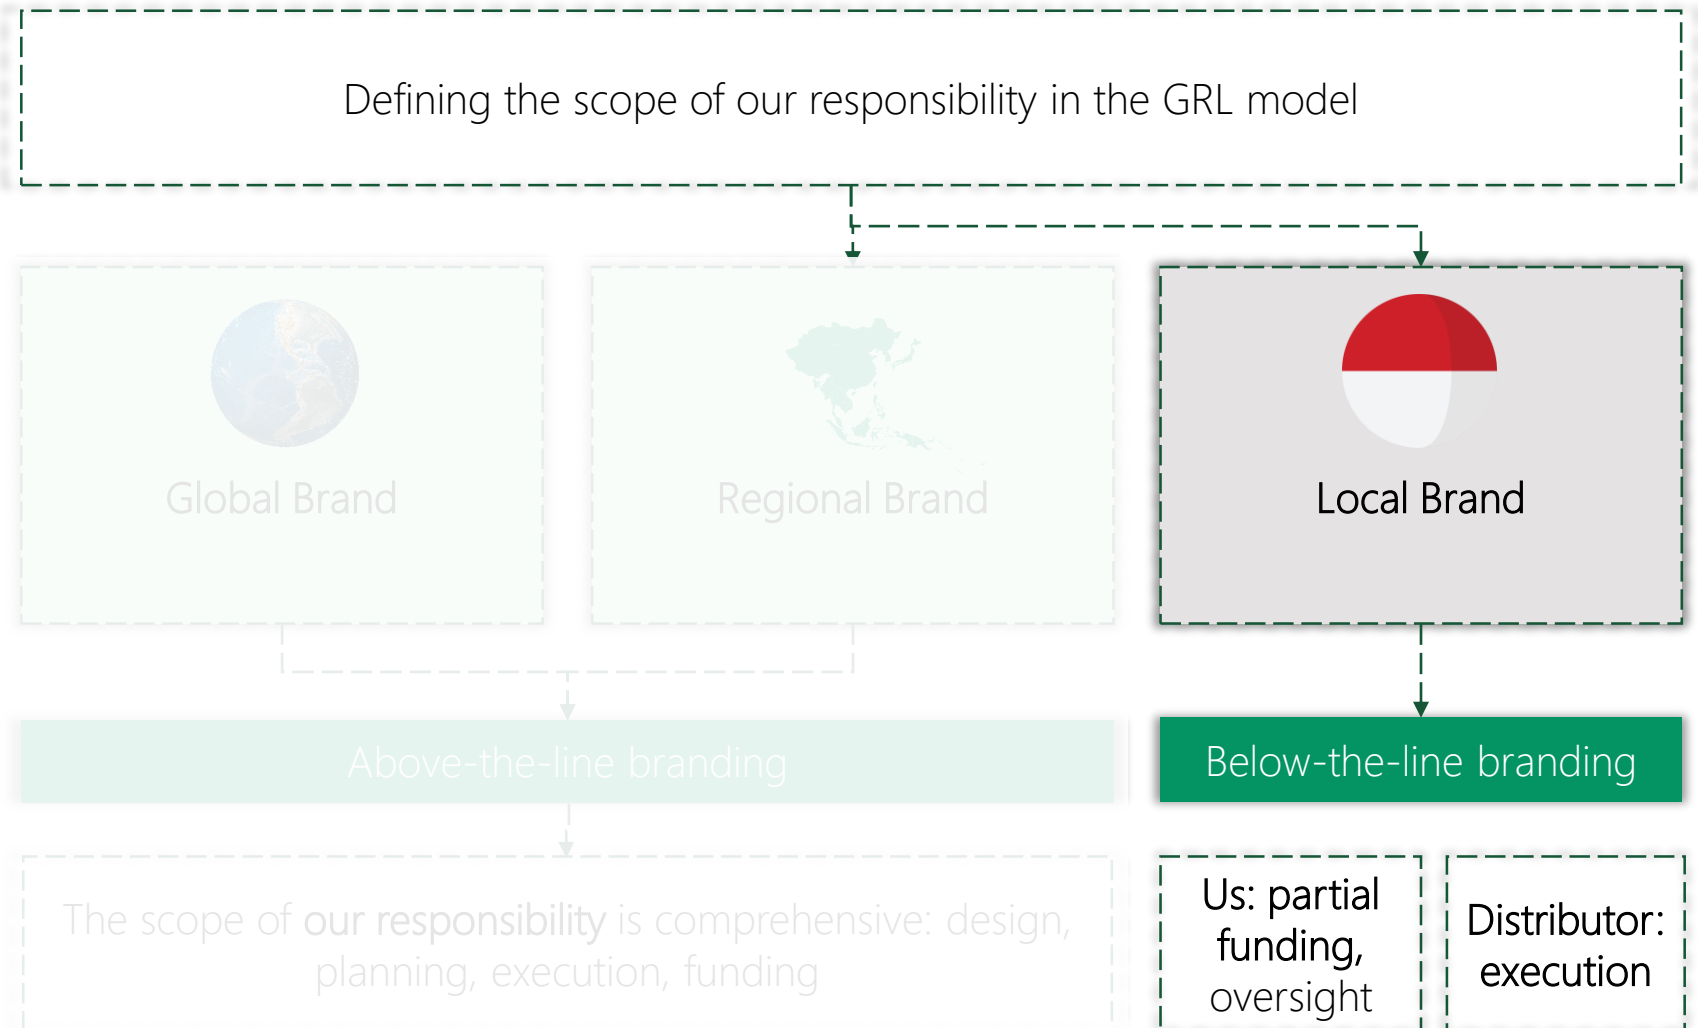 Defining the scope of our responsibility in the GRL model
Global Brand
Regional Brand
Local Brand
Above-the-line branding
Below-the-line branding
The scope of our responsibility is comprehensive: design,
planning, execution, funding
Us: partial
funding,
oversight
Distributor:
execution